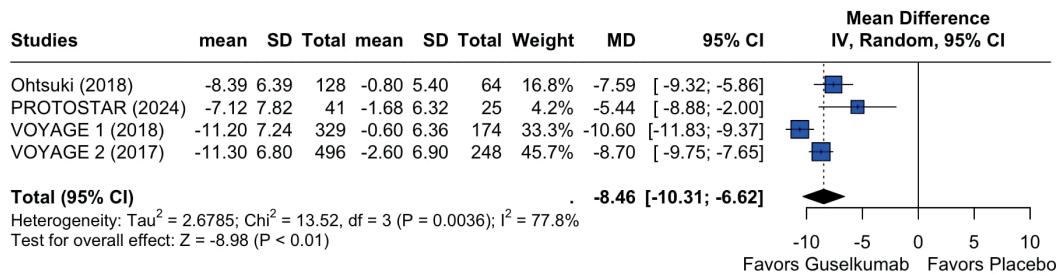 Mean Difference
Studies mean SD Total mean SD Total Weight MD 95% CI IV, Random, 95% CI
Ohtsuki (2018) -8.39 6.39 128 -0.80 5.40 64 16.8% -7.59 [ -9.32; -5.86]
PROTOSTAR (2024) -7.12 7.82 41 -1.68 6.32 25 4.2% -5.44 [ -8.88; -2.00]
VOYAGE 1 (2018) -11.20 7.24 329 -0.60 6.36 174 33.3% -10.60 [-11.83; -9.37]
VOYAGE 2 (2017) -11.30 6.80 496 -2.60 6.90 248 45.7% -8.70 [ -9.75; -7.65]
Total (95% CI) . -8.46 [-10.31; -6.62]
Heterogeneity: Tau² = 2.6785; Chi² = 13.52, df = 3 (P = 0.0036); I² = 77.8%
Test for overall effect: Z = -8.98 (P < 0.01)
-10 -5 0 5 10
Favors Guselkumab Favors Placebo